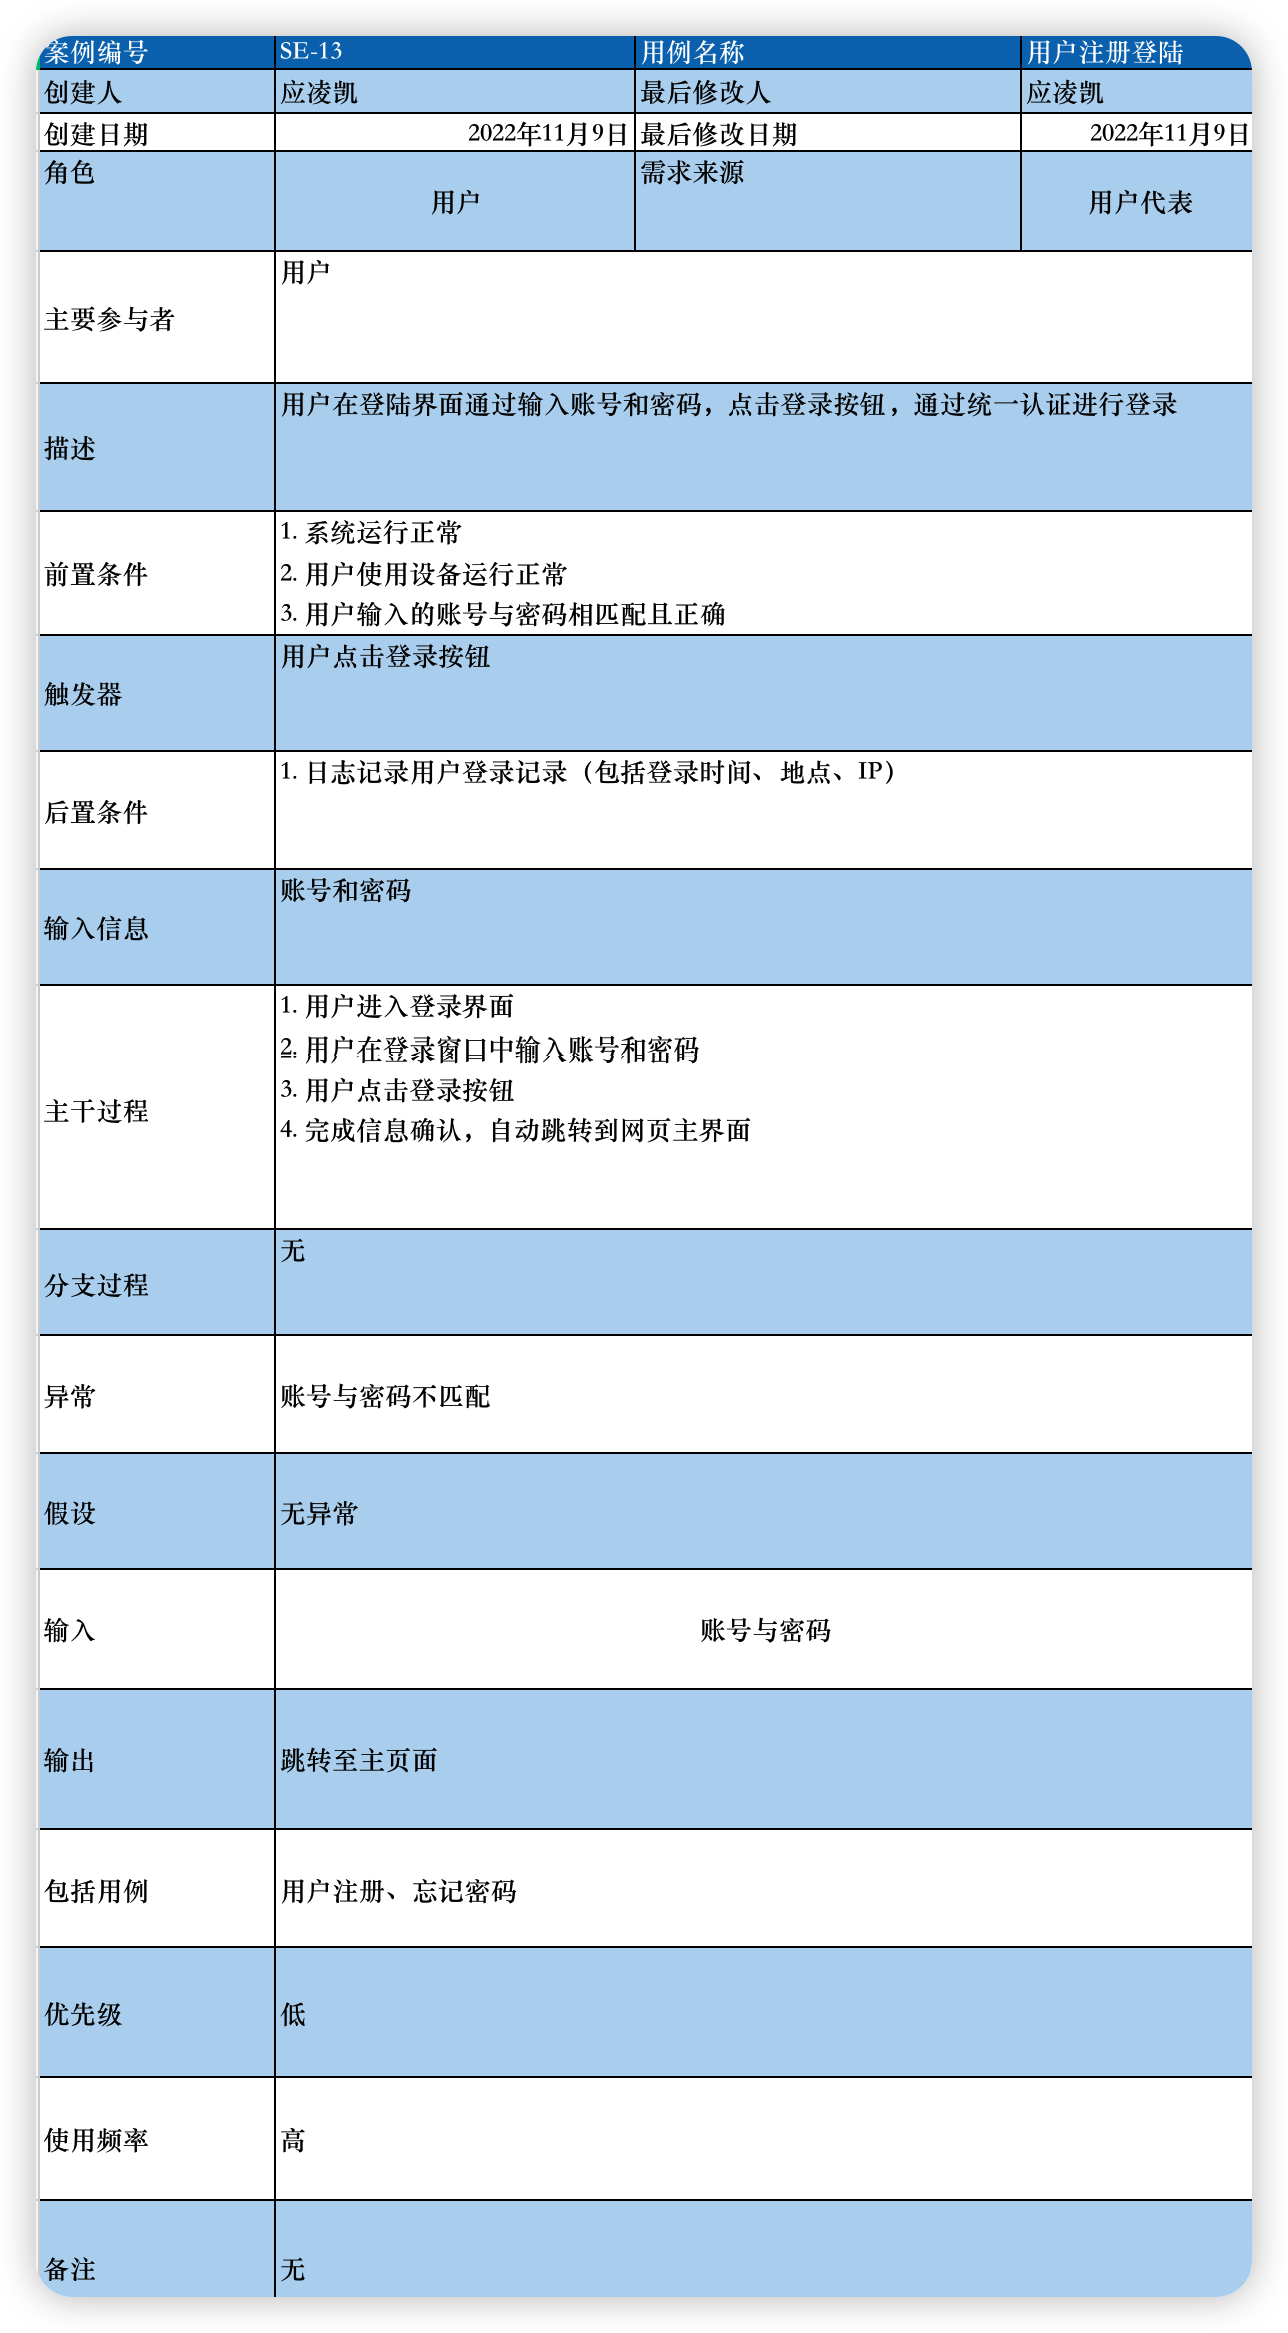 案例编号 SE-13 用例名称 用户注册登陆
创建人 应凌凯 最后修改人 应凌凯
创建日期 2022年11月9日 最后修改日期 2022年11月9日
角色 用户 需求来源 用户代表
主要参与者 用户
描述 用户在登陆界面通过输入账号和密码，点击登录按钮，通过统一认证进行登录
前置条件
1. 系统运行正常
2. 用户使用设备运行正常
3. 用户输入的账号与密码相匹配且正确
触发器 用户点击登录按钮
后置条件 1. 日志记录用户登录记录（包括登录时间、地点、IP）
输入信息 账号和密码
主干过程
1. 用户进入登录界面
2. 用户在登录窗口中输入账号和密码
3. 用户点击登录按钮
4. 完成信息确认，自动跳转到网页主界面
分支过程 无
异常 账号与密码不匹配
假设 无异常
输入 账号与密码
输出 跳转至主页面
包括用例 用户注册、忘记密码
优先级 低
使用频率 高
备注 无